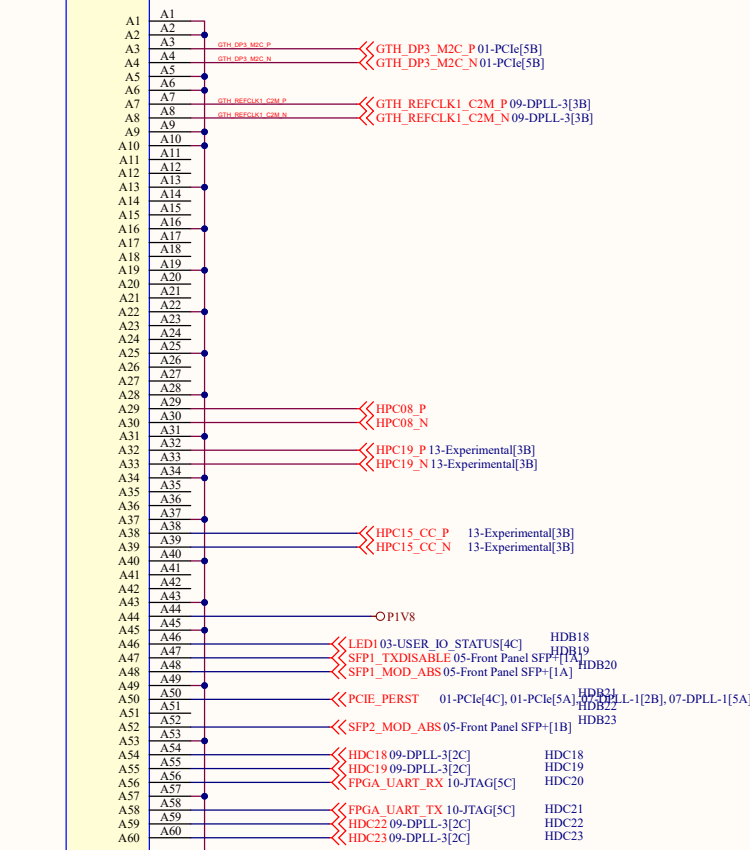 A1 A1
A2 A2
A3 A3 GTH_DP3_M2C_P GTH_DP3_M2C_P 01-PCIe[5B]
A4 A4 GTH_DP3_M2C_N GTH_DP3_M2C_N 01-PCIe[5B]
A5 A5
A6 A6
A7 A7 GTH_REFCLK1_C2M_P GTH_REFCLK1_C2M_P 09-DPLL-3[3B]
A8 A8 GTH_REFCLK1_C2M_N GTH_REFCLK1_C2M_N 09-DPLL-3[3B]
A9 A9
A10 A10
A11 A11
A12 A12
A13 A13
A14 A14
A15 A15
A16 A16
A17 A17
A18 A18
A19 A19
A20 A20
A21 A21
A22 A22
A23 A23
A24 A24
A25 A25
A26 A26
A27 A27
A28 A28
A29 A29 HPC08_P
A30 A30 HPC08_N
A31 A31
A32 A32 HPC19_P 13-Experimental[3B]
A33 A33 HPC19_N 13-Experimental[3B]
A34 A34
A35 A35
A36 A36
A37 A37
A38 A38 HPC15_CC_P 13-Experimental[3B]
A39 A39 HPC15_CC_N 13-Experimental[3B]
A40 A40
A41 A41
A42 A42
A43 A43
A44 A44 P1V8
A45 A45
A46 A46 LED1 03-USER_IO_STATUS[4C] HDB18
A47 A47 SFP1_TXDISABLE 05-Front Panel SFP+[1A] HDB19
A48 A48 SFP1_MOD_ABS 05-Front Panel SFP+[1A] HDB20
A49 A49
A50 A50 PCIE_PERST 01-PCIe[4C], 01-PCIe[5A], 07-DPLL-1[2B], 07-DPLL-1[5A] HDB21
A51 A51 HDB22
A52 A52 SFP2_MOD_ABS 05-Front Panel SFP+[1B] HDB23
A53 A53
A54 A54 HDC18 09-DPLL-3[2C] HDC18
A55 A55 HDC19 09-DPLL-3[2C] HDC19
A56 A56 FPGA_UART_RX 10-JTAG[5C] HDC20
A57 A57
A58 A58 FPGA_UART_TX 10-JTAG[5C] HDC21
A59 A59 HDC22 09-DPLL-3[2C] HDC22
A60 A60 HDC23 09-DPLL-3[2C] HDC23